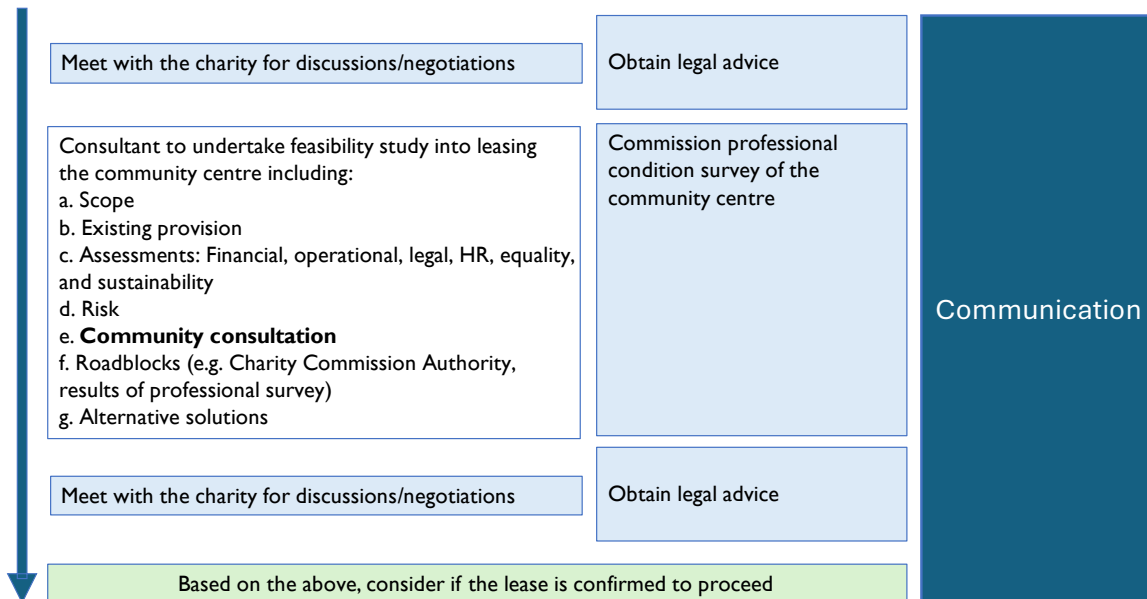 Meet with the charity for discussions/negotiations
Obtain legal advice
Consultant to undertake feasibility study into leasing
the community centre including:
a. Scope
b. Existing provision
c. Assessments: Financial, operational, legal, HR, equality,
and sustainability
d. Risk
e. Community consultation
f. Roadblocks (e.g. Charity Commission Authority,
results of professional survey)
g. Alternative solutions
Commission professional
condition survey of the
community centre
Communication
Meet with the charity for discussions/negotiations
Obtain legal advice
Based on the above, consider if the lease is confirmed to proceed